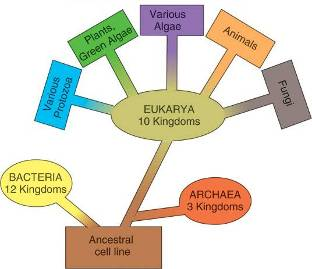 Various
Protozoa
Plants,
Green Algae
Various
Algae
Animals
Fungi
EUKARYA
10 Kingdoms
BACTERIA
12 Kingdoms
ARCHAEA
3 Kingdoms
Ancestral
cell line